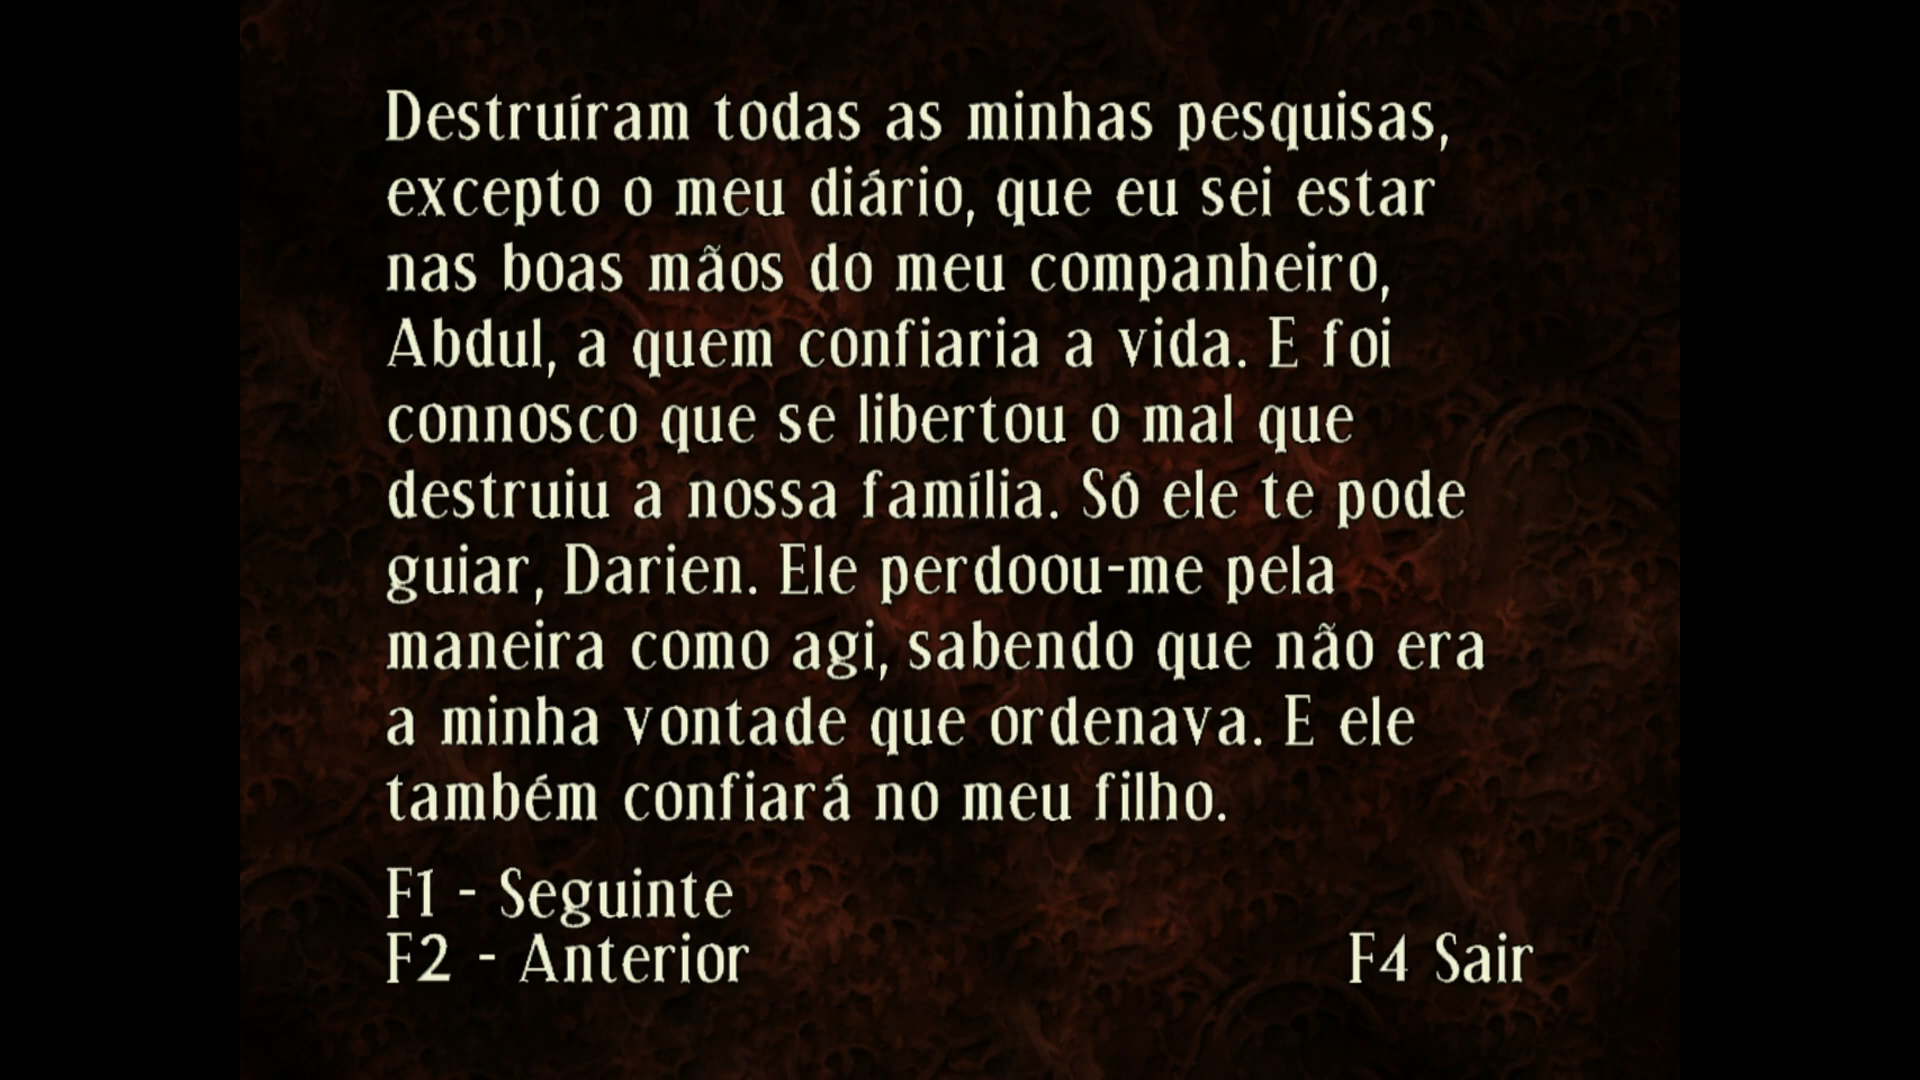 Destruíram todas as minhas pesquisas,
excepto o meu diário, que eu sei estar
nas boas mãos do meu companheiro,
Abdul, a quem confiaria a vida. E foi
connosco que se libertou o mal que
destruiu a nossa família. Só ele te pode
guiar, Darien. Ele perdoou-me pela
maneira como agi, sabendo que não era
a minha vontade que ordenava. E ele
também confiará no meu filho.
F1 - Seguinte
F2 - Anterior
F4 Sair